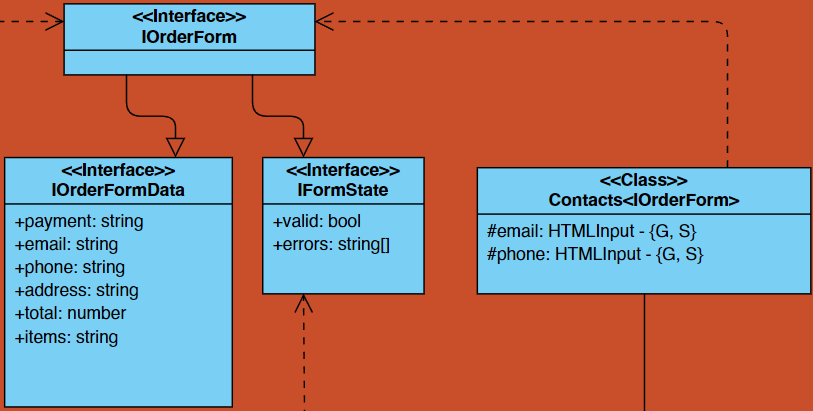 <<Interface>>
IOrderForm
<<Interface>>
IOrderFormData
+payment: string
+email: string
+phone: string
+address: string
+total: number
+items: string
<<Interface>>
IFormState
+valid: bool
+errors: string[]
<<Class>>
Contacts<IOrderForm>
#email: HTMLInput - {G, S}
#phone: HTMLInput - {G, S}